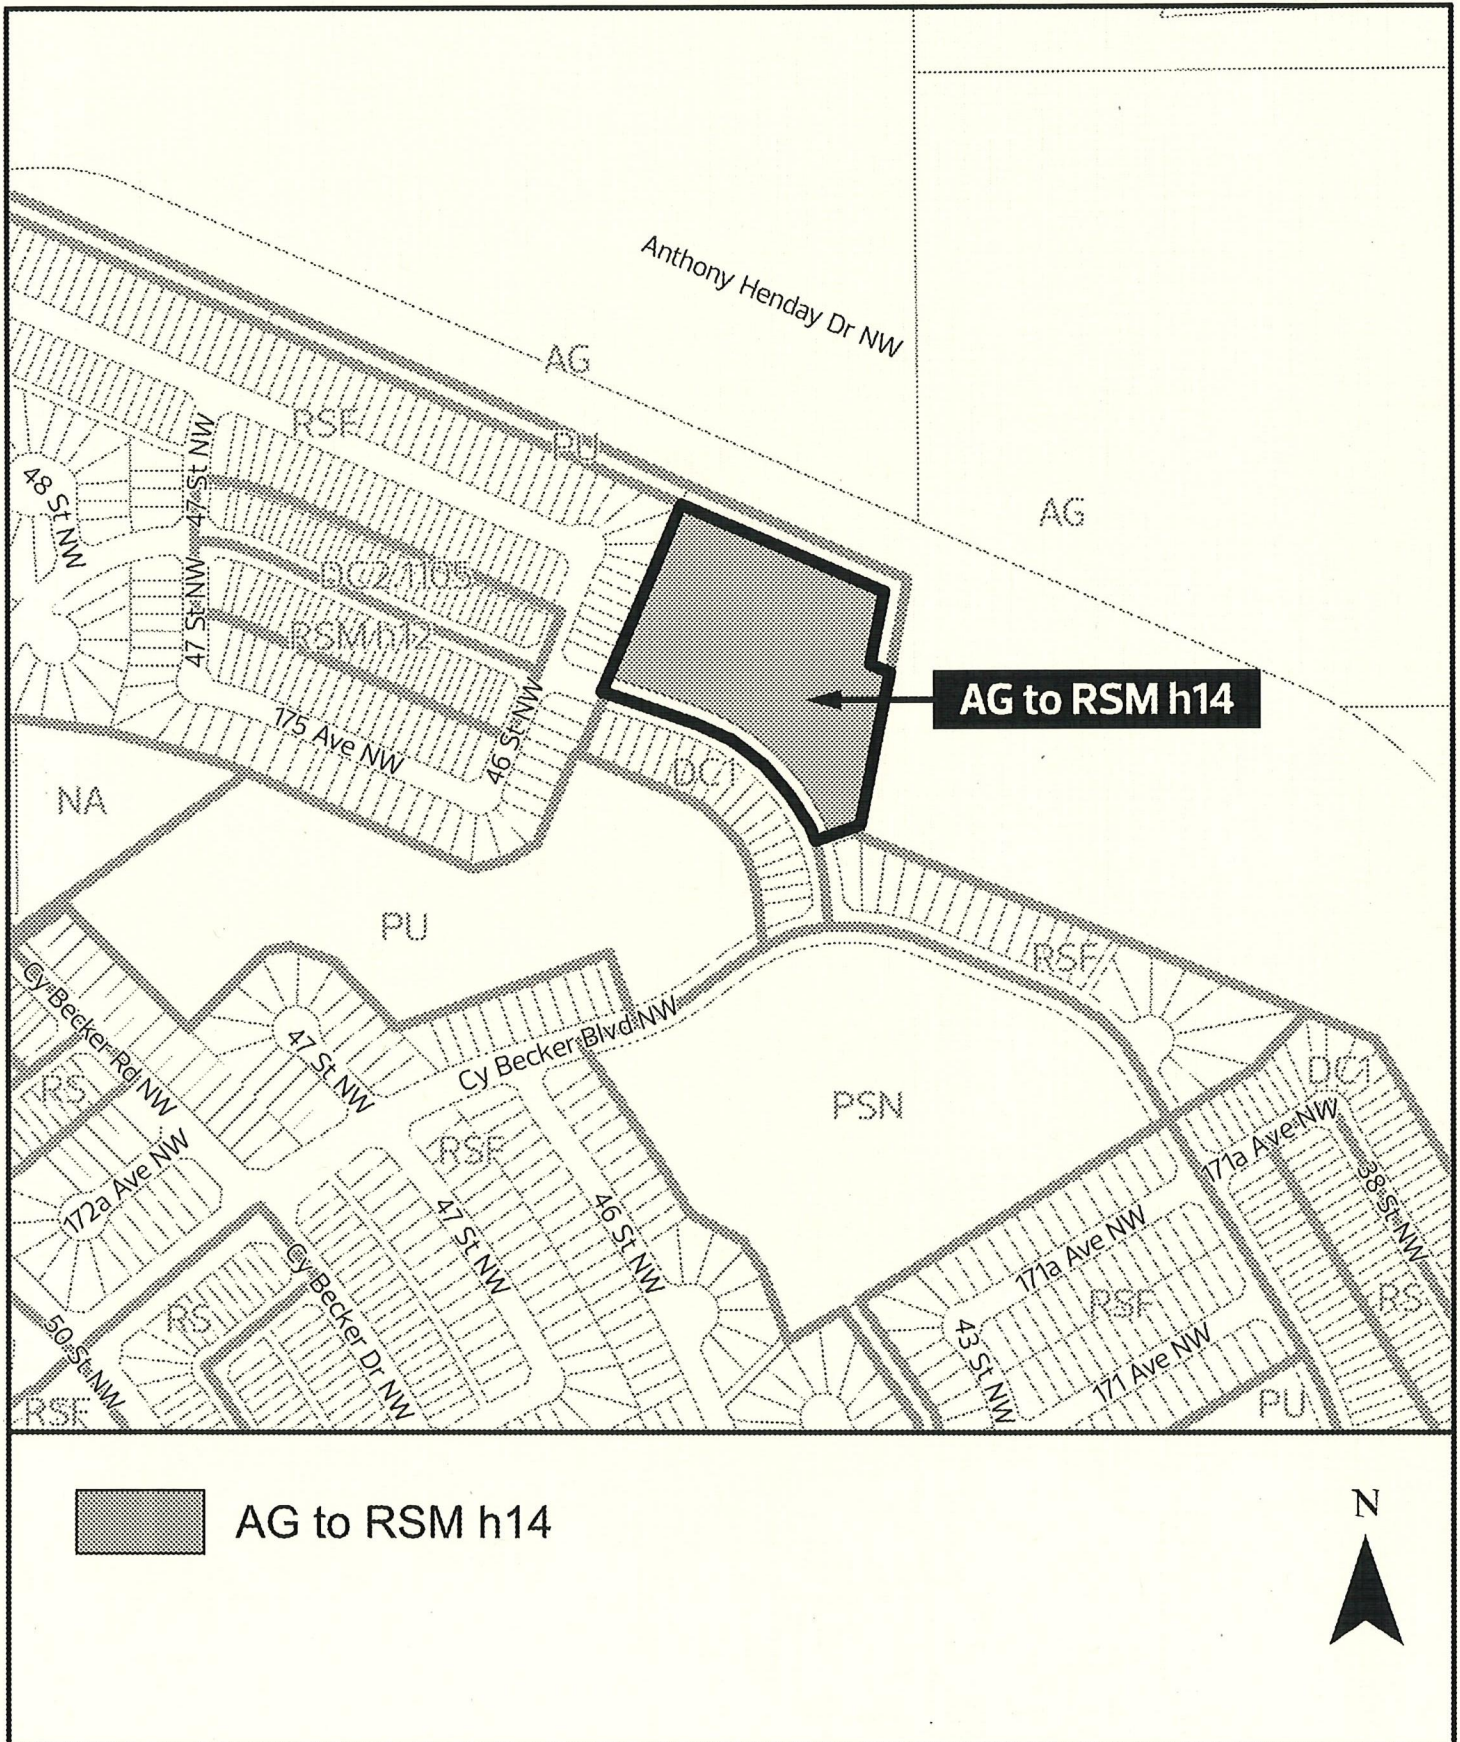 Anthony Henday Dr NW
AG
RSF
PU
47 St NW
48 St NW
AG
DC2/1105
47 St NW
RSM h12
AG to RSM h14
46 St NW
175 Ave NW
DC1
NA
PU
RSF
Cy Becker Rd NW
Cy Becker Blvd NW
47 St NW
DC1
RS
PSN
171a Ave NW
RSF
172a Ave NW
38 St NW
47 St NW
46 St NW
171a Ave NW
RS
Cy Becker Dr NW
RSF
RS
50 St NW
43 St NW
171 Ave NW
RSF
PU
AG to RSM h14
N